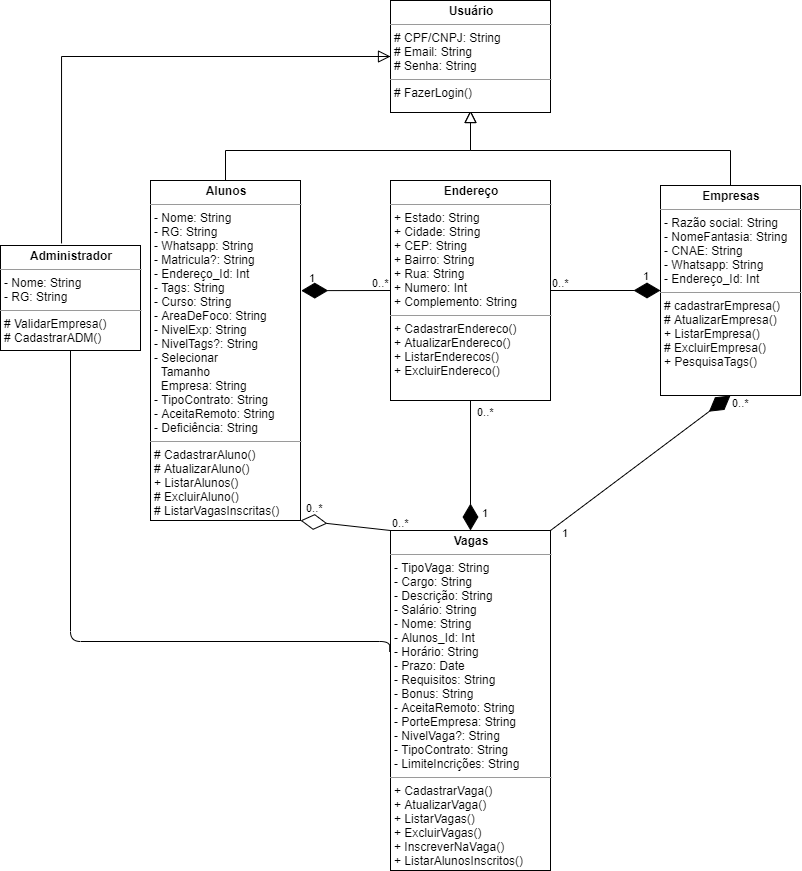 Usuário
# CPF/CNPJ: String
# Email: String
# Senha: String
# FazerLogin()
Alunos
- Nome: String
- RG: String
- Whatsapp: String
- Matricula?: String
- Endereço_Id: Int
- Tags: String
- Curso: String
- AreaDeFoco: String
- NivelExp: String
- NivelTags?: String
- Selecionar
Tamanho
Empresa: String
- TipoContrato: String
- AceitaRemoto: String
- Deficiência: String
# CadastrarAluno()
# AtualizarAluno()
+ ListarAlunos()
# ExcluirAluno()
# ListarVagasInscritas()
Endereço
+ Estado: String
+ Cidade: String
+ CEP: String
+ Bairro: String
+ Rua: String
+ Numero: Int
+ Complemento: String
+ CadastrarEndereco()
+ AtualizarEndereco()
+ ListarEnderecos()
+ ExcluirEndereco()
Empresas
- Razão social: String
- NomeFantasia: String
- CNAE: String
- Whatsapp: String
- Endereço_Id: Int
# cadastrarEmpresa()
# AtualizarEmpresa()
+ ListarEmpresa()
# ExcluirEmpresa()
+ PesquisaTags()
Administrador
- Nome: String
- RG: String
# ValidarEmpresa()
# CadastrarADM()
1
0..*
0..*
1
0..*
0..*
0..*
0..*
1
1
Vagas
- TipoVaga: String
- Cargo: String
- Descrição: String
- Salário: String
- Nome: String
- Alunos_Id: Int
- Horário: String
- Prazo: Date
- Requisitos: String
- Bonus: String
- AceitaRemoto: String
- PorteEmpresa: String
- NivelVaga?: String
- TipoContrato: String
- LimiteIncrições: String
+ CadastrarVaga()
+ AtualizarVaga()
+ ListarVagas()
+ ExcluirVagas()
+ InscreverNaVaga()
+ ListarAlunosInscritos()